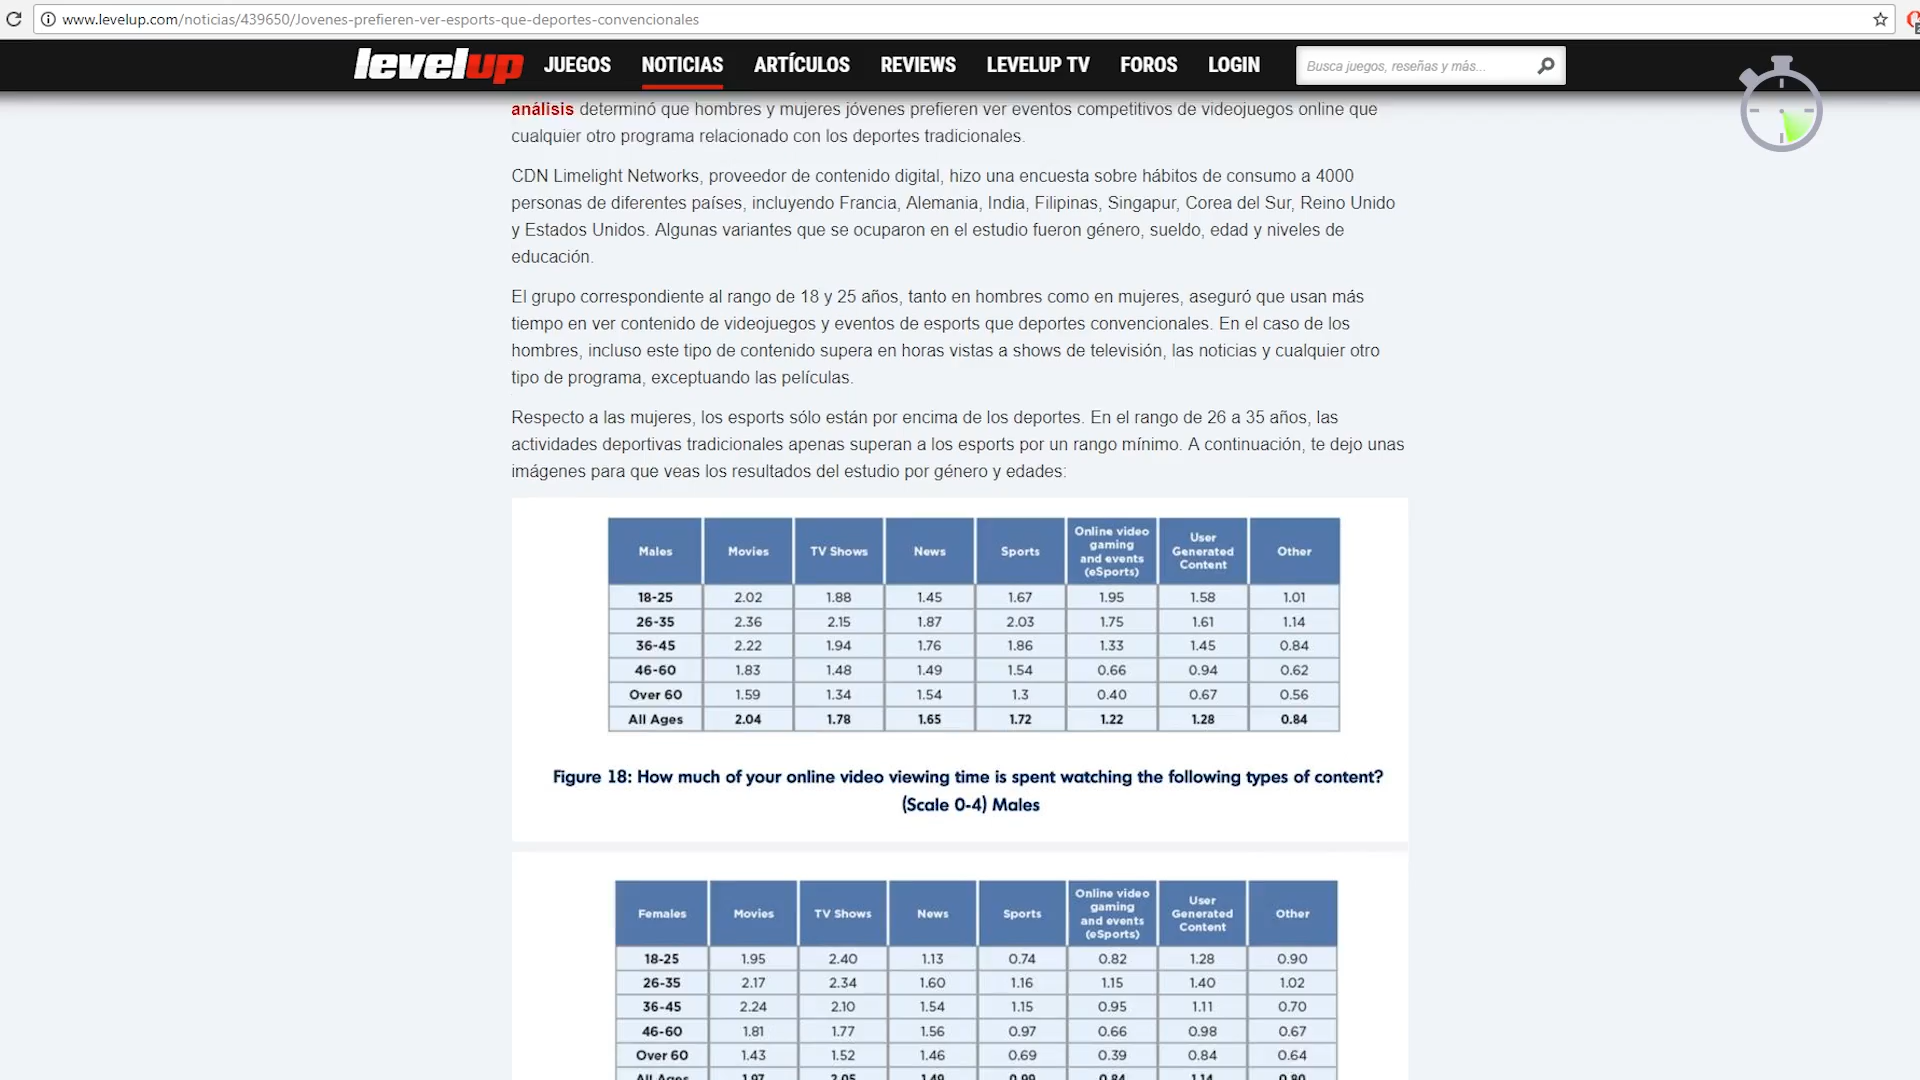 www.levelup.com/noticias/439650/Jovenes-prefieren-ver-esports-que-deportes-convencionales
levelup JUEGOS NOTICIAS ARTÍCULOS REVIEWS LEVELUP TV FOROS LOGIN Busca juegos, reseñas y más...
análisis determinó que hombres y mujeres jóvenes prefieren ver eventos competitivos de videojuegos online que
cualquier otro programa relacionado con los deportes tradicionales.
CDN Limelight Networks, proveedor de contenido digital, hizo una encuesta sobre hábitos de consumo a 4000
personas de diferentes países, incluyendo Francia, Alemania, India, Filipinas, Singapur, Corea del Sur, Reino Unido
y Estados Unidos. Algunas variantes que se ocuparon en el estudio fueron género, sueldo, edad y niveles de
educación.
El grupo correspondiente al rango de 18 y 25 años, tanto en hombres como en mujeres, aseguró que usan más
tiempo en ver contenido de videojuegos y eventos de esports que deportes convencionales. En el caso de los
hombres, incluso este tipo de contenido supera en horas vistas a shows de televisión, las noticias y cualquier otro
tipo de programa, exceptuando las películas.
Respecto a las mujeres, los esports sólo están por encima de los deportes. En el rango de 26 a 35 años, las
actividades deportivas tradicionales apenas superan a los esports por un rango mínimo. A continuación, te dejo unas
imágenes para que veas los resultados del estudio por género y edades:
Males Movies TV Shows News Sports Online video gaming and events (eSports) User Generated Content Other
18-25 2.02 1.88 1.45 1.67 1.95 1.58 1.01
26-35 2.36 2.15 1.87 2.03 1.75 1.61 1.14
36-45 2.22 1.94 1.76 1.86 1.33 1.45 0.84
46-60 1.83 1.48 1.49 1.54 0.66 0.94 0.62
Over 60 1.59 1.34 1.54 1.3 0.40 0.67 0.56
All Ages 2.04 1.78 1.65 1.72 1.22 1.28 0.84
Figure 18: How much of your online video viewing time is spent watching the following types of content?
(Scale 0-4) Males
Females Movies TV Shows News Sports Online video gaming and events (eSports) User Generated Content Other
18-25 1.95 2.40 1.13 0.74 0.82 1.28 0.90
26-35 2.17 2.34 1.60 1.16 1.15 1.40 1.02
36-45 2.24 2.10 1.54 1.15 0.95 1.11 0.70
46-60 1.81 1.77 1.56 0.97 0.66 0.98 0.67
Over 60 1.43 1.52 1.46 0.69 0.39 0.84 0.64
All Ages 1.97 2.05 1.49 0.99 0.84 1.14 0.80